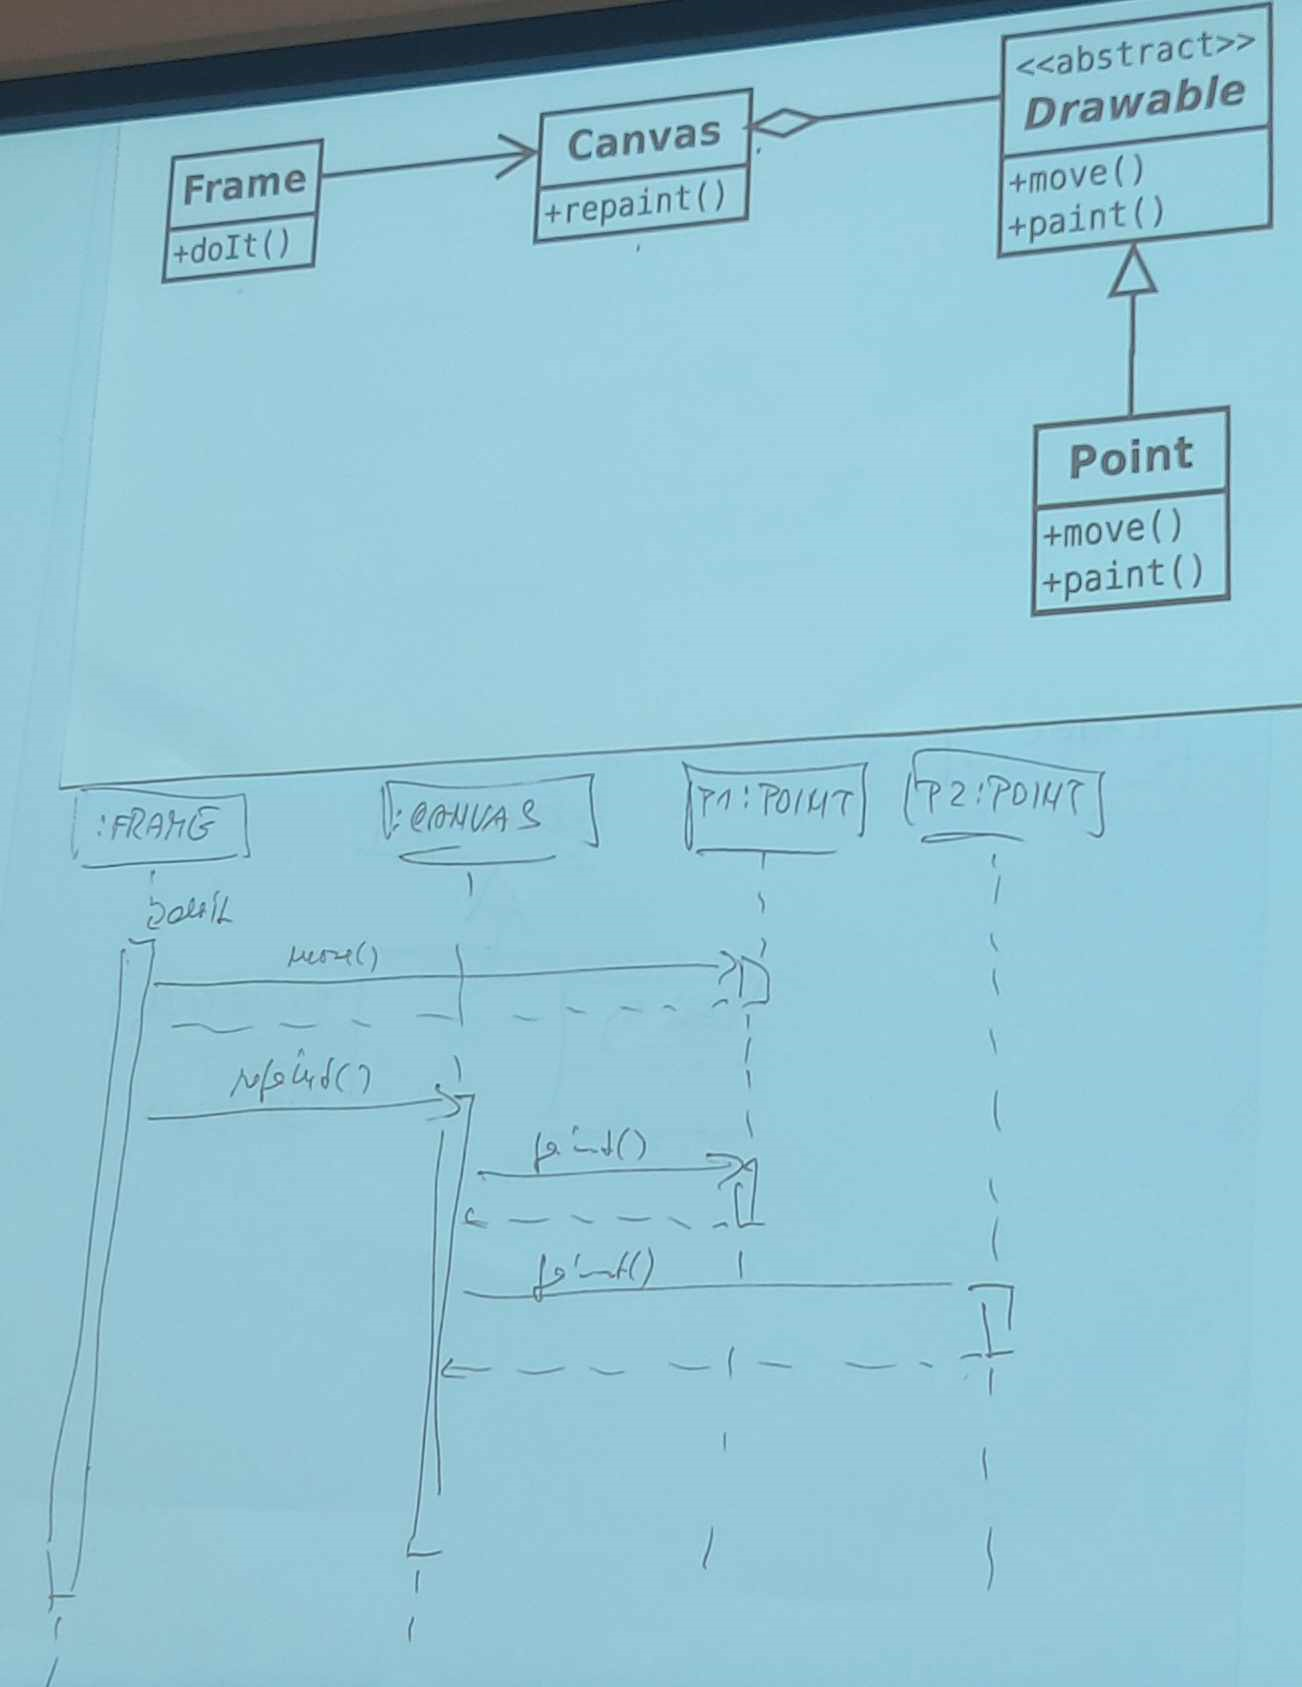 Frame
+doIt()
Canvas
+repaint()
<<abstract>>
Drawable
+move()
+paint()
Point
+move()
+paint()
:FRAME
:CANVAS
P1:POINT
P2:POINT
move()
repaint()
paint()
paint()